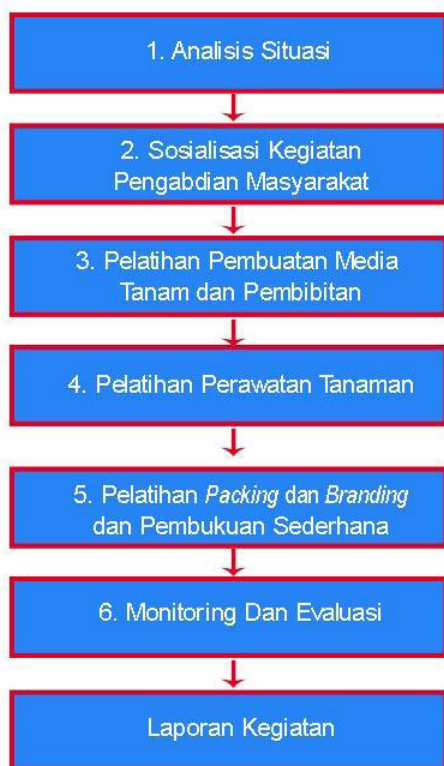 1. Analisis Situasi
2. Sosialisasi Kegiatan
Pengabdian Masyarakat
3. Pelatihan Pembuatan Media
Tanam dan Pembibitan
4. Pelatihan Perawatan Tanaman
5. Pelatihan Packing dan Branding
dan Pembukuan Sederhana
6. Monitoring Dan Evaluasi
Laporan Kegiatan